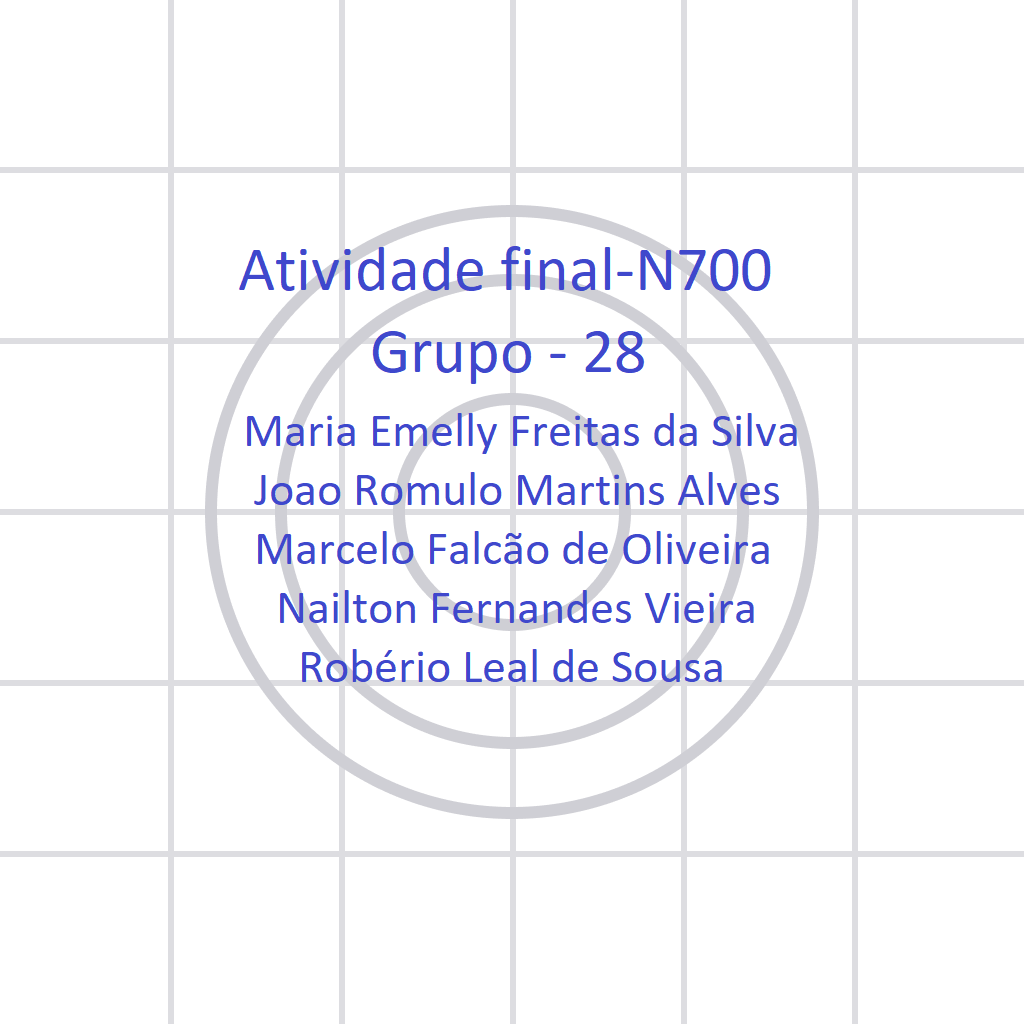 Atividade final-N700
Grupo - 28
Maria Emelly Freitas da Silva
Joao Romulo Martins Alves
Marcelo Falcão de Oliveira
Nailton Fernandes Vieira
Robério Leal de Sousa